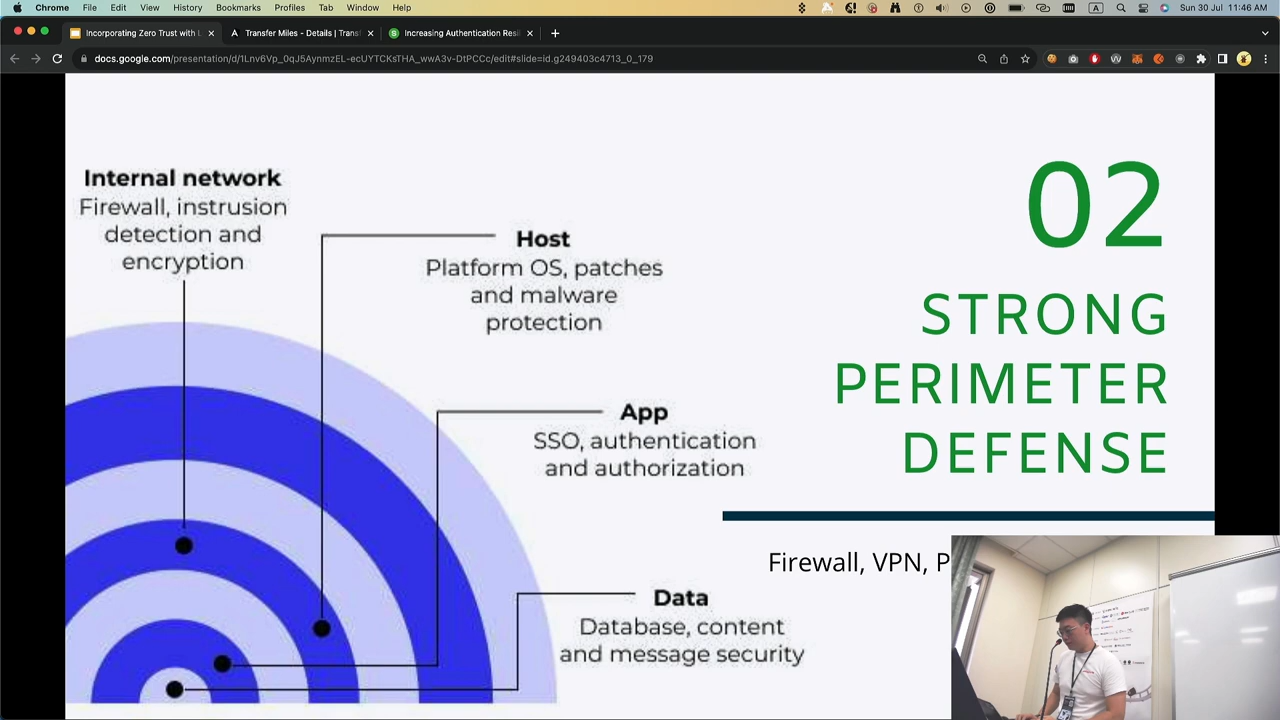 Chrome File Edit View History Bookmarks Profiles Tab Window Help
A
Sun 30 Jul 11:46 AM
Incorporating Zero Trust with L
Transfer Miles - Details | Transf
Increasing Authentication Resi
docs.google.com/presentation/d/1Lnv6Vp_0qJ5AynmzEL-ecUYTCKsTHA_wwA3v-DtPCCc/edit#slide=id.g249403c4713_0_179
Internal network
Firewall, instrusion
detection and
encryption
Host
Platform OS, patches
and malware
protection
App
SSO, authentication
and authorization
Data
Database, content
and message security
02
STRONG
PERIMETER
DEFENSE
Firewall, VPN, P